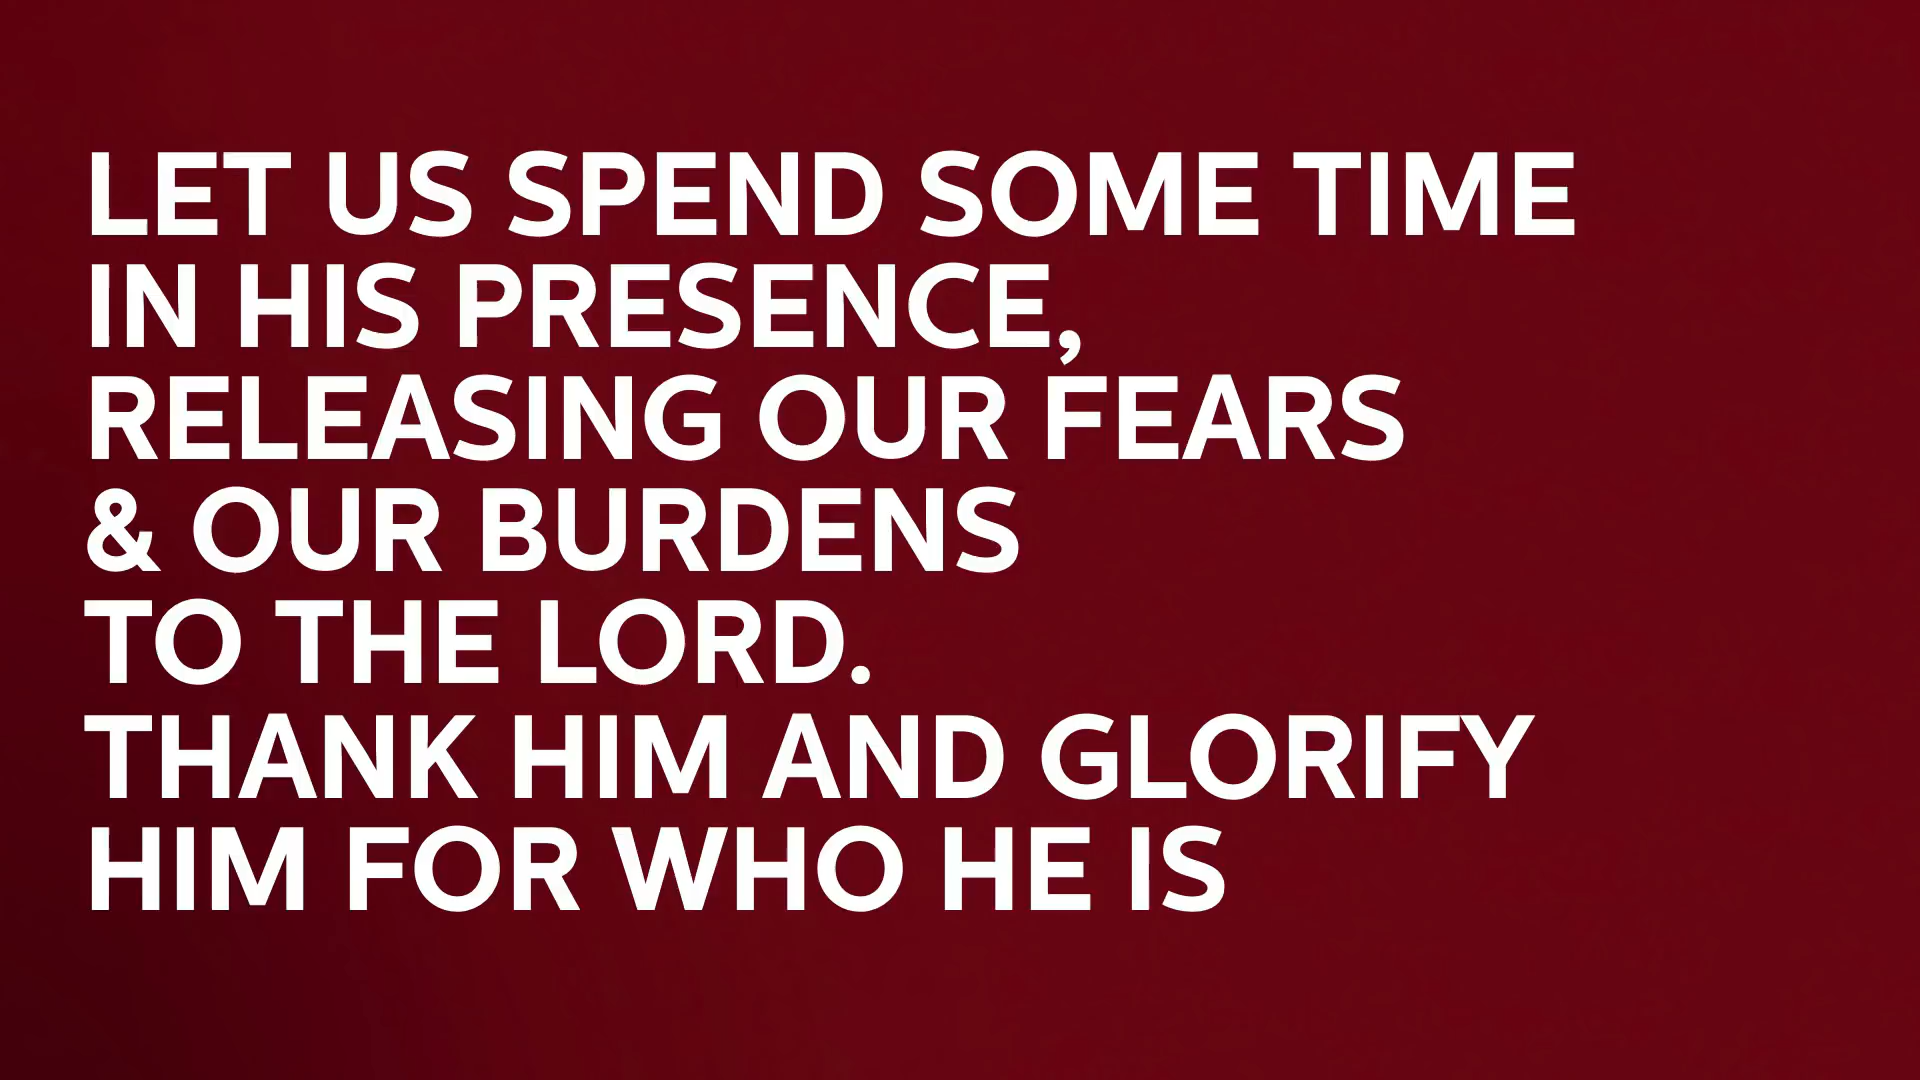 LET US SPEND SOME TIME
IN HIS PRESENCE,
RELEASING OUR FEARS
& OUR BURDENS
TO THE LORD.
THANK HIM AND GLORIFY
HIM FOR WHO HE IS